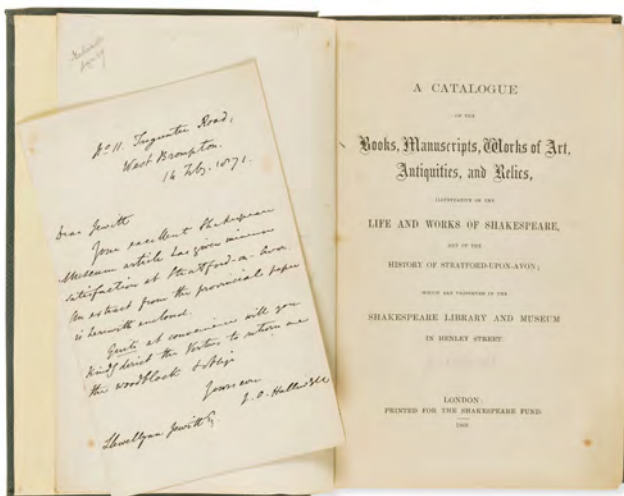 No 11. Tregunter Road,
West Brompton.
14 Feby. 1871.
Dear Jewitt
Your excellent Shakespeare
Museum article has given immense
satisfaction at Stratford-on-Avon.
An extract from the provincial paper
is herewith enclosed.
at convenience will you
kindly direct the Virtues to return me
the woodblock
Yours ever
J. O. Halliwell
Llewellynn Jewitt Esq.
A CATALOGUE
OF THE
Books, Manuscripts, Works of Art,
Antiquities, and Relics,
ILLUSTRATIVE OF THE
LIFE AND WORKS OF SHAKESPEARE,
AND OF THE
HISTORY OF STRATFORD-UPON-AVON;
WHICH ARE PRESERVED IN THE
SHAKESPEARE LIBRARY AND MUSEUM
IN HENLEY STREET.
LONDON:
PRINTED FOR THE SHAKESPEARE FUND.
1868.